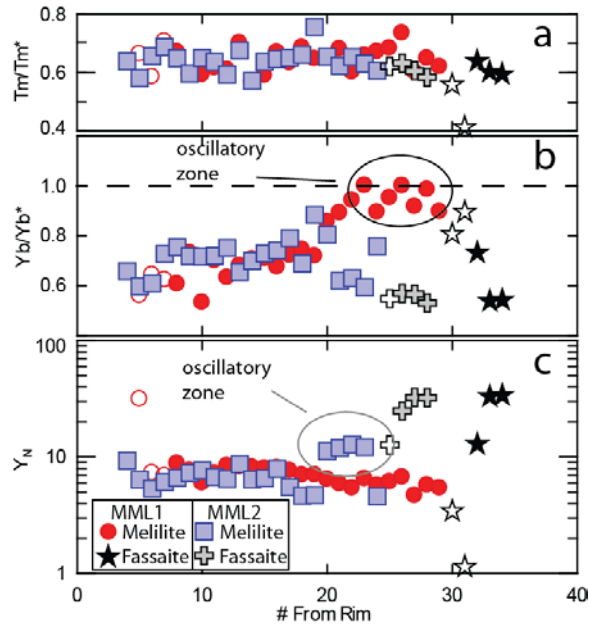 0.8
a
Tm/Tm*
0.6
0.4
oscillatory
zone
b
1.0
Yb/Yb*
0.8
0.6
100
c
oscillatory
zone
Y_N
10
MML1 MML2
Melilite Melilite
Fassaite Fassaite
1
0 10 20 30 40
# From Rim